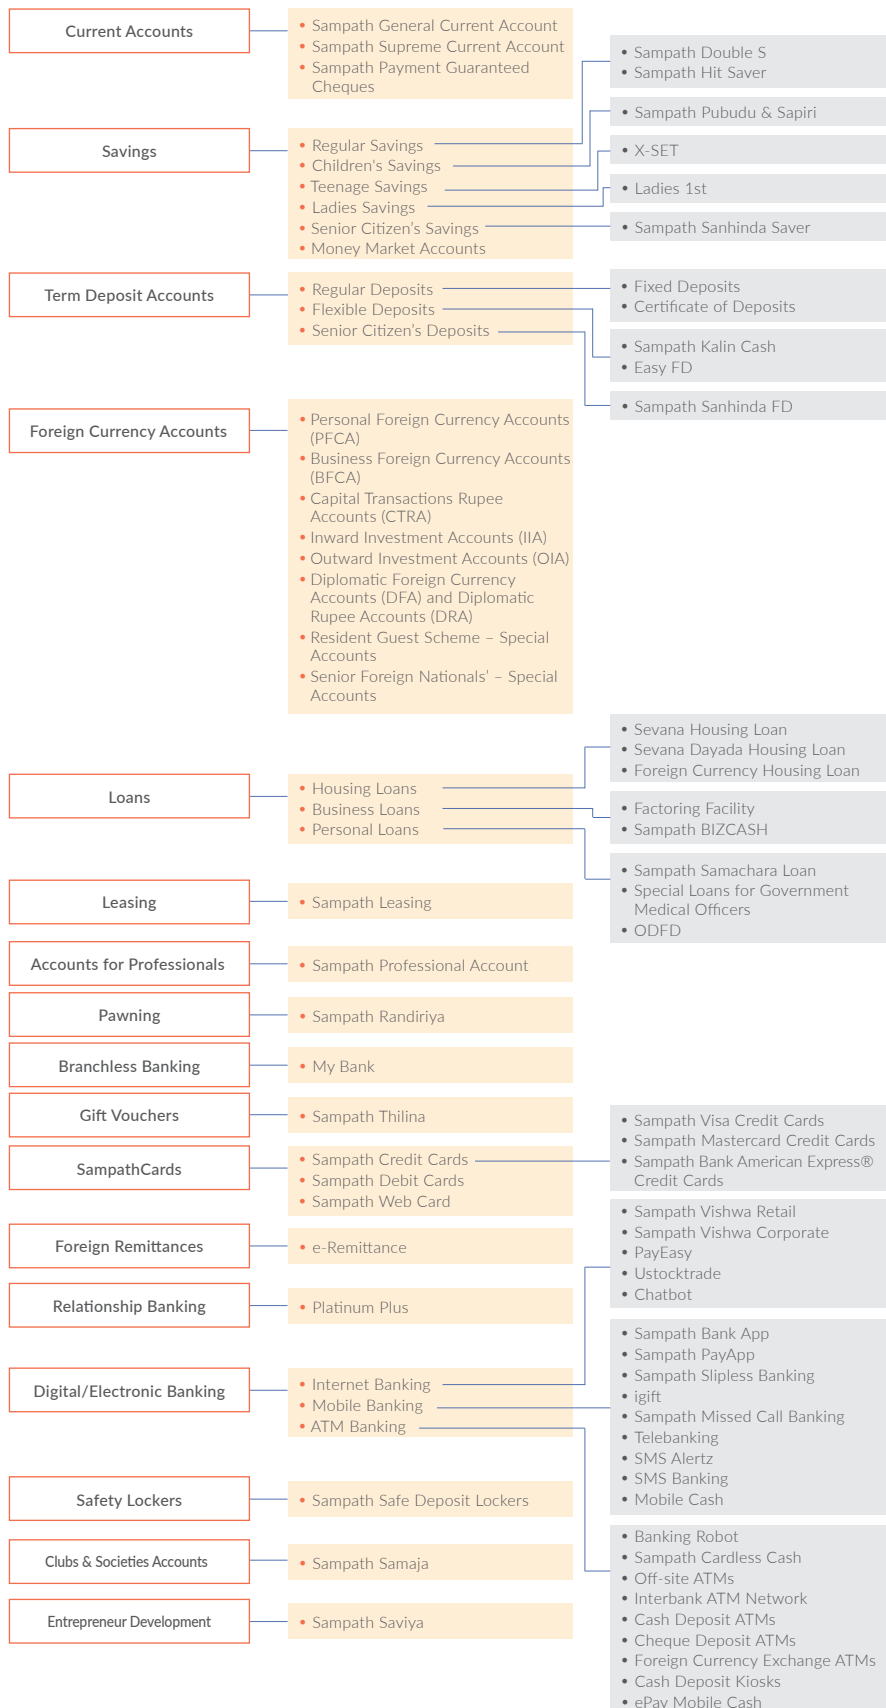 Current Accounts
• Sampath General Current Account
• Sampath Supreme Current Account
• Sampath Payment Guaranteed
Cheques
Savings
• Regular Savings
• Children's Savings
• Teenage Savings
• Ladies Savings
• Senior Citizen's Savings
• Money Market Accounts
• Sampath Double S
• Sampath Hit Saver
• Sampath Pubudu & Sapiri
• X-SET
• Ladies 1st
• Sampath Sanhinda Saver
Term Deposit Accounts
• Regular Deposits
• Flexible Deposits
• Senior Citizen's Deposits
• Fixed Deposits
• Certificate of Deposits
• Sampath Kalin Cash
• Easy FD
• Sampath Sanhinda FD
Foreign Currency Accounts
• Personal Foreign Currency Accounts
(PFCA)
• Business Foreign Currency Accounts
(BFCA)
• Capital Transactions Rupee
Accounts (CTRA)
• Inward Investment Accounts (IIA)
• Outward Investment Accounts (OIA)
• Diplomatic Foreign Currency
Accounts (DFA) and Diplomatic
Rupee Accounts (DRA)
• Resident Guest Scheme – Special
Accounts
• Senior Foreign Nationals' – Special
Accounts
Loans
• Housing Loans
• Business Loans
• Personal Loans
• Sevana Housing Loan
• Sevana Dayada Housing Loan
• Foreign Currency Housing Loan
• Factoring Facility
• Sampath BIZCASH
• Sampath Samachara Loan
• Special Loans for Government
Medical Officers
• ODFD
Leasing
• Sampath Leasing
Accounts for Professionals
• Sampath Professional Account
Pawning
• Sampath Randiriya
Branchless Banking
• My Bank
Gift Vouchers
• Sampath Thilina
SampathCards
• Sampath Credit Cards
• Sampath Debit Cards
• Sampath Web Card
• Sampath Visa Credit Cards
• Sampath Mastercard Credit Cards
• Sampath Bank American Express®
Credit Cards
Foreign Remittances
• e-Remittance
Relationship Banking
• Platinum Plus
Digital/Electronic Banking
• Internet Banking
• Mobile Banking
• ATM Banking
• Sampath Vishwa Retail
• Sampath Vishwa Corporate
• PayEasy
• Ustocktrade
• Chatbot
• Sampath Bank App
• Sampath PayApp
• Sampath Slipless Banking
• igift
• Sampath Missed Call Banking
• Telebanking
• SMS Alertz
• SMS Banking
• Mobile Cash
• Banking Robot
• Sampath Cardless Cash
• Off-site ATMs
• Interbank ATM Network
• Cash Deposit ATMs
• Cheque Deposit ATMs
• Foreign Currency Exchange ATMs
• Cash Deposit Kiosks
• ePay Mobile Cash
Safety Lockers
• Sampath Safe Deposit Lockers
Clubs & Societies Accounts
• Sampath Samaja
Entrepreneur Development
• Sampath Saviya